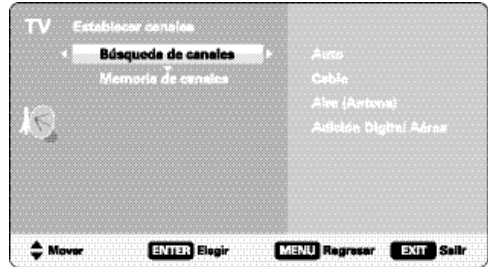 TV Establecer canales
Búsqueda de canales Auto
Memoria de canales Cable
Aire (Antena)
Adición Digital Aérea
Mover ENTER Elegir MENU Regresar EXIT Salir